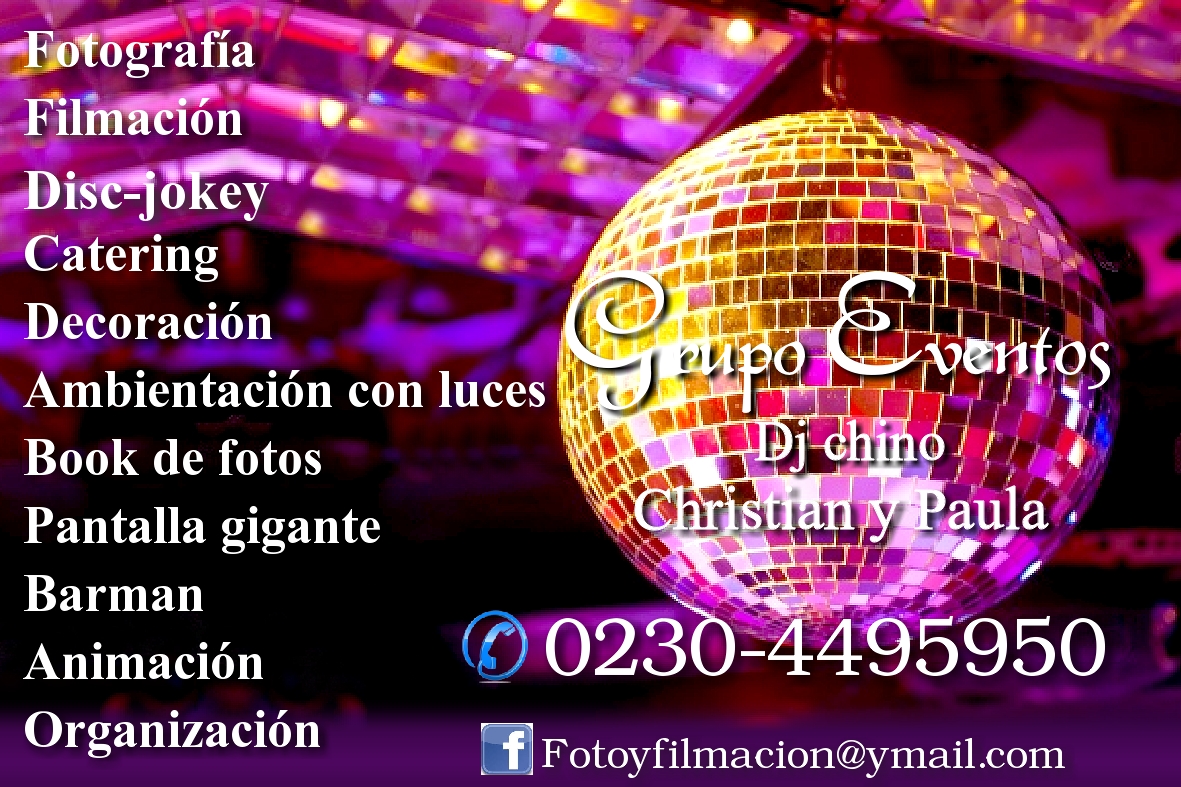 Fotografía
Filmación
Disc-jokey
Catering
Decoración
Ambientación con luces
Book de fotos
Pantalla gigante
Barman
Animación
Organización
Grupo Eventos
Dj chino
Christian y Paula
0230-4495950
f Fotoyfilmacion@ymail.com